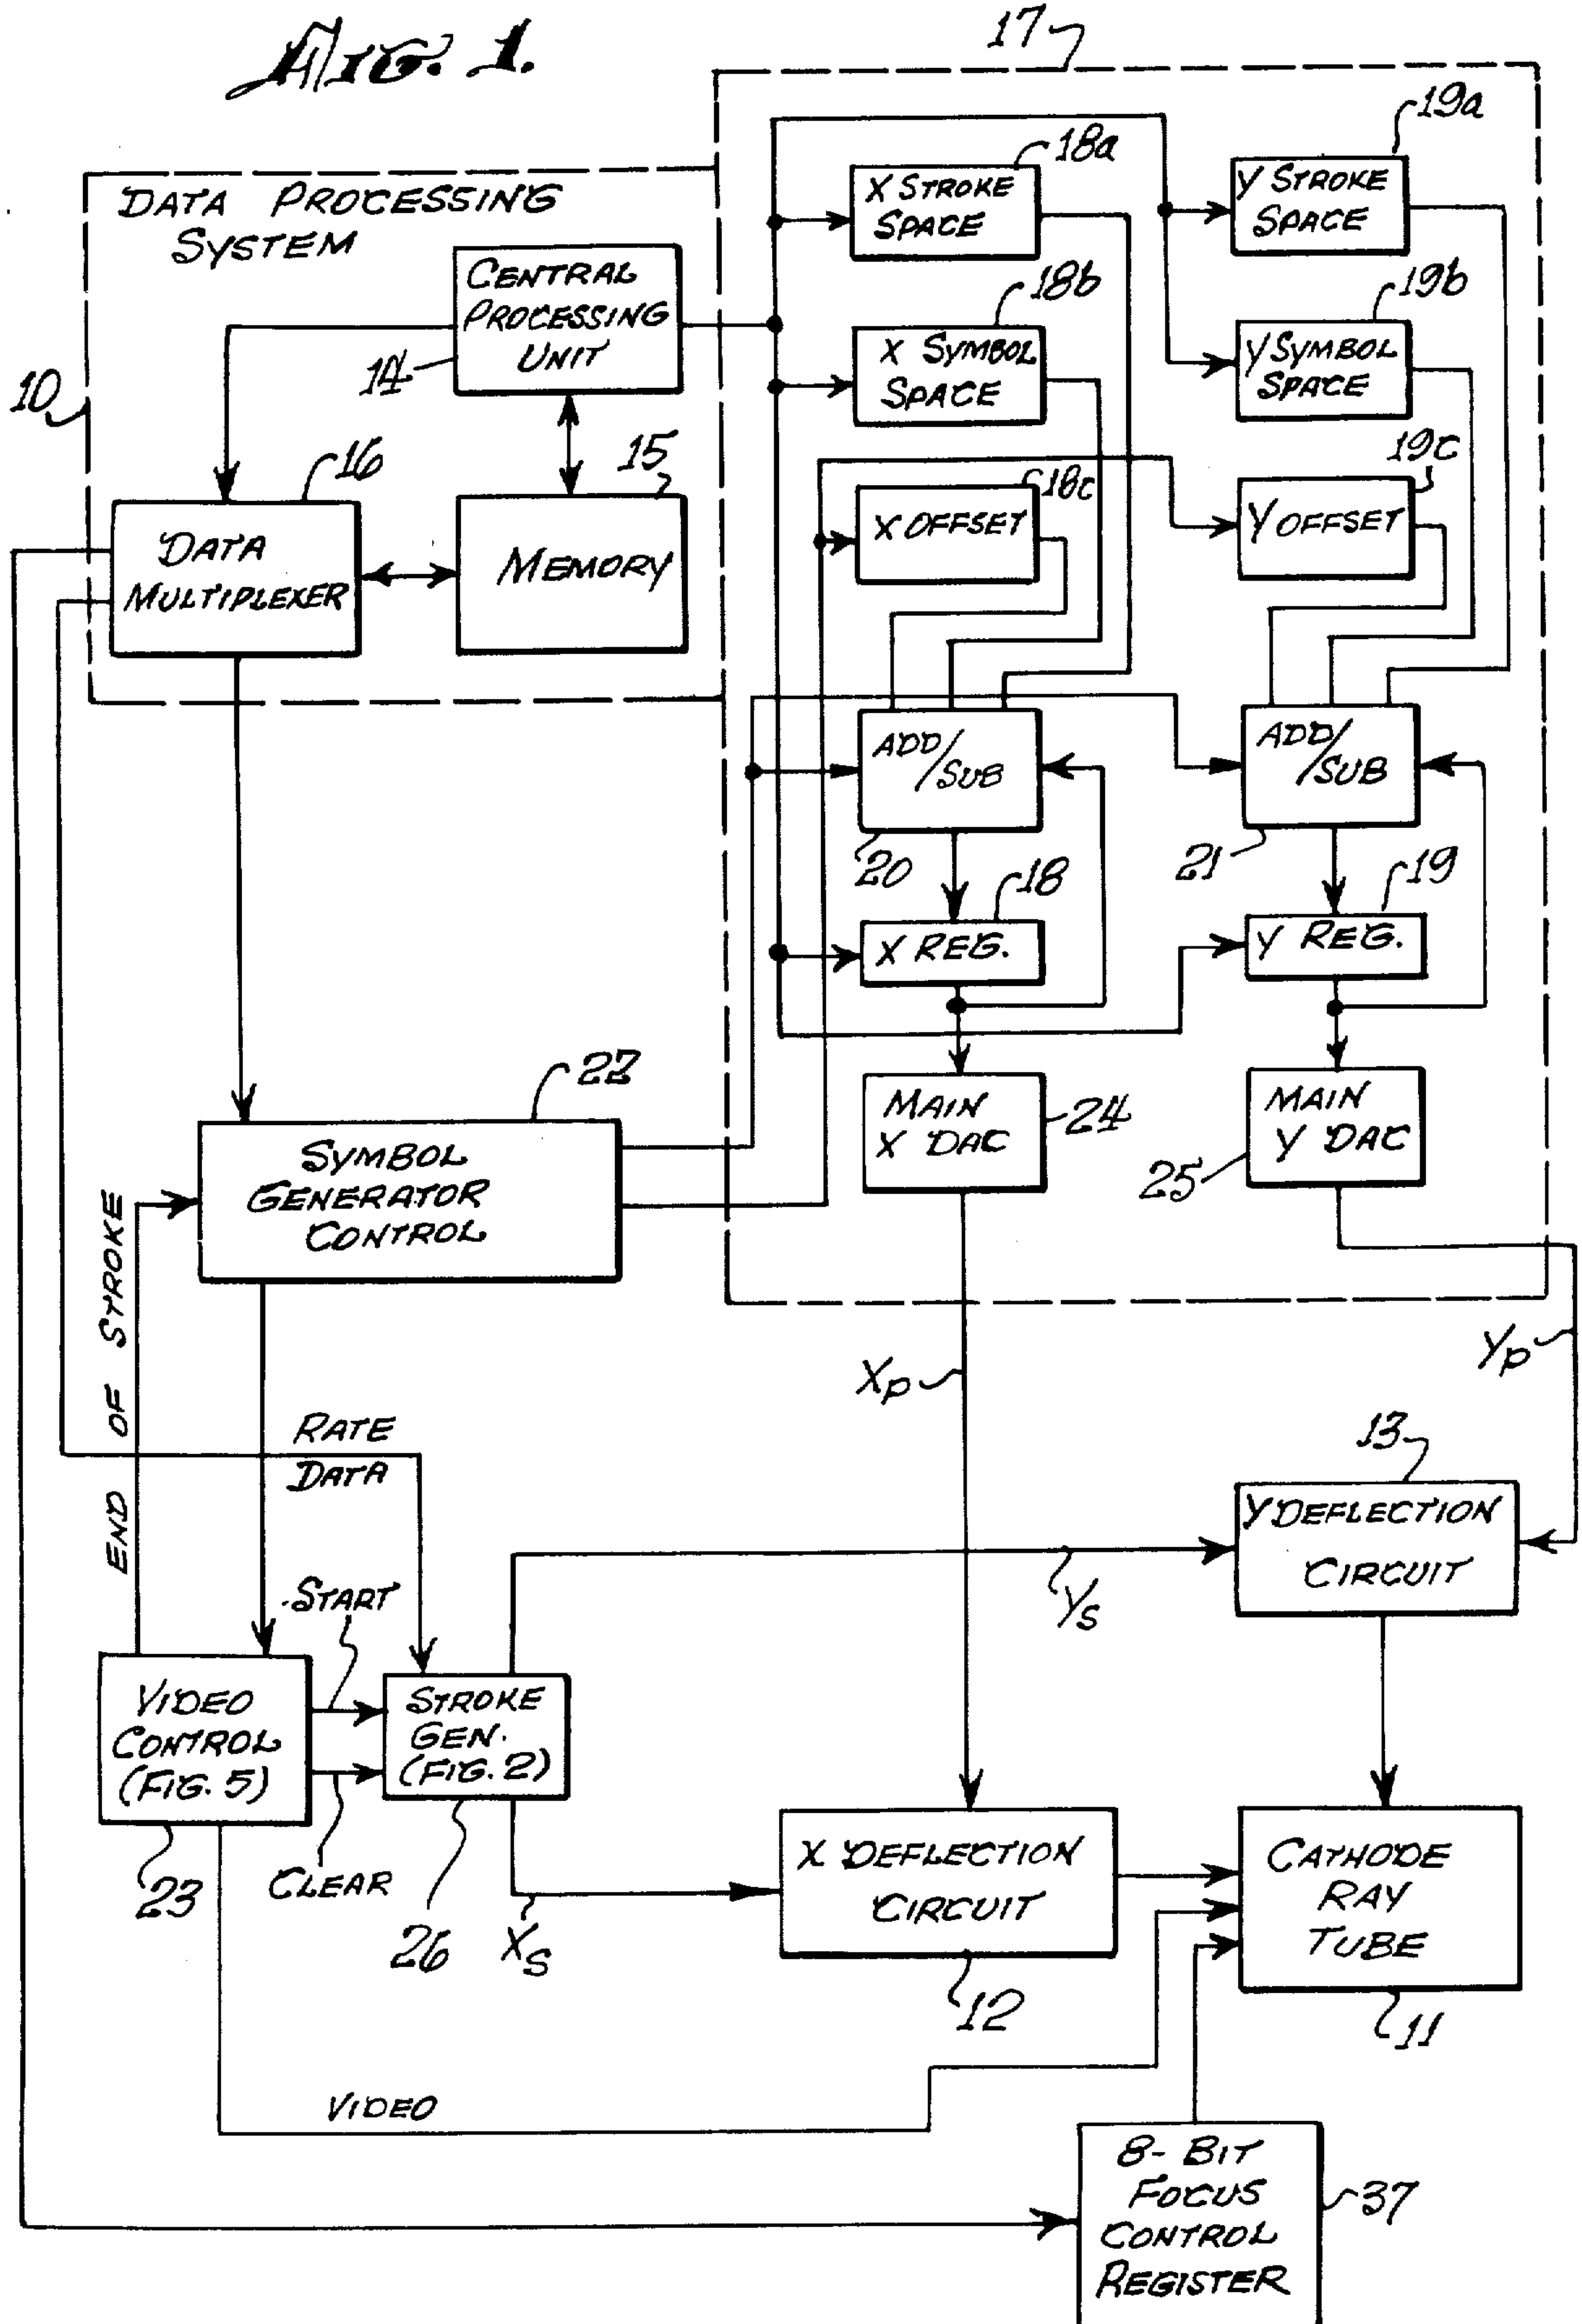 FIG. 1.
17
DATA PROCESSING
SYSTEM
10
CENTRAL
PROCESSING
UNIT
14
16
DATA
MULTIPLEXER
15
MEMORY
18a
X STROKE
SPACE
19a
Y STROKE
SPACE
18b
X SYMBOL
SPACE
19b
Y SYMBOL
SPACE
18c
X OFFSET
19c
Y OFFSET
ADD/
SUB
20
ADD/
SUB
21
18
X REG.
19
Y REG.
MAIN
X DAC
24
MAIN
Y DAC
25
22
SYMBOL
GENERATOR
CONTROL
END OF STROKE
RATE
DATA
Xp
Yp
13
Y DEFLECTION
CIRCUIT
Ys
START
VIDEO
CONTROL
(FIG. 5)
23
CLEAR
STROKE
GEN.
(FIG. 2)
26
Xs
X DEFLECTION
CIRCUIT
12
CATHODE
RAY
TUBE
11
VIDEO
8-BIT
FOCUS
CONTROL
REGISTER
37